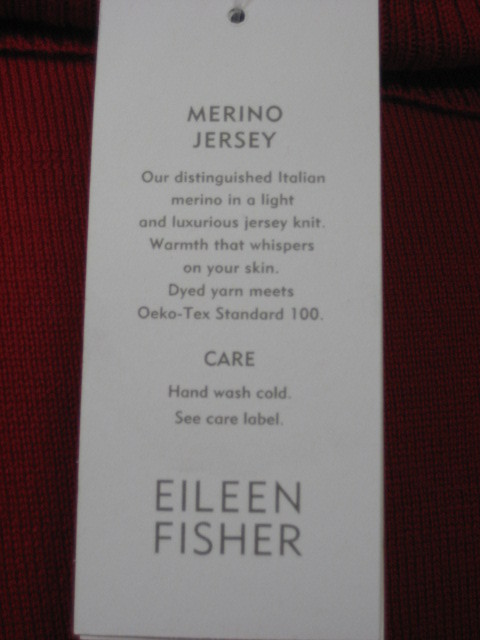 MERINO
JERSEY
Our distinguished Italian
merino in a light
and luxurious jersey knit.
Warmth that whispers
on your skin.
Dyed yarn meets
Oeko-Tex Standard 100.
CARE
Hand wash cold.
See care label.
EILEEN
FISHER